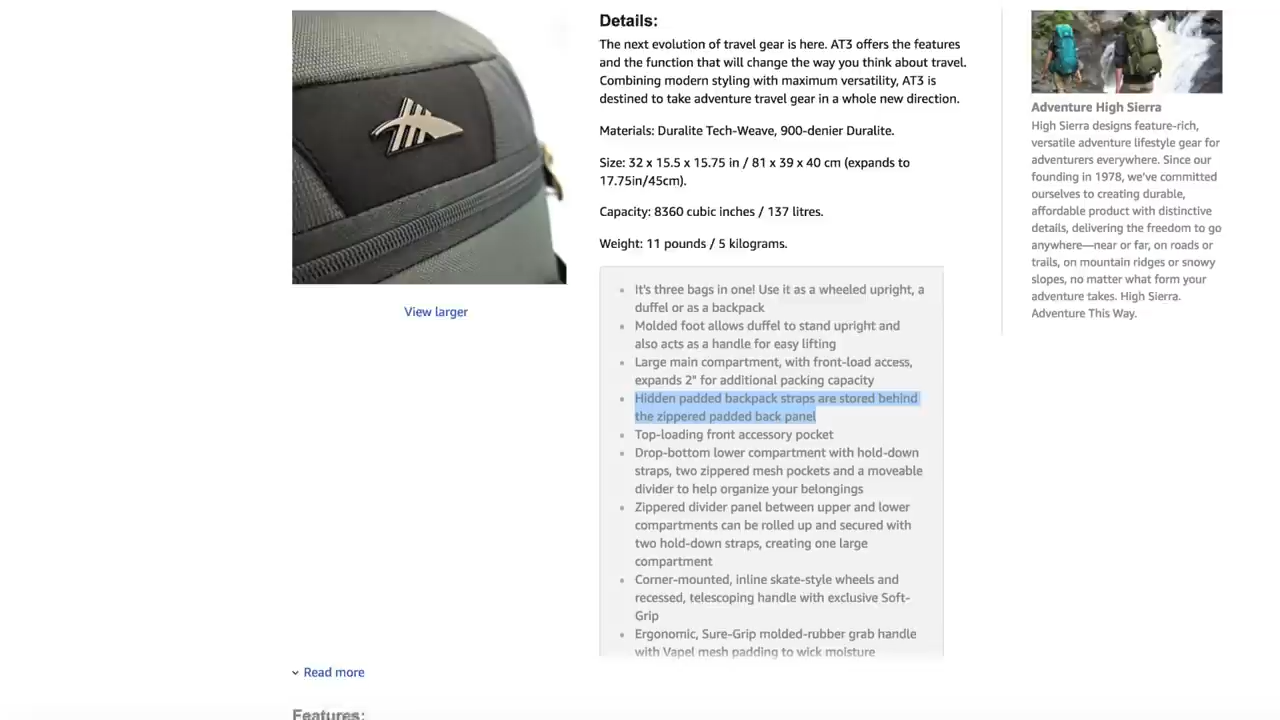 Details:
The next evolution of travel gear is here. AT3 offers the features
and the function that will change the way you think about travel.
Combining modern styling with maximum versatility, AT3 is
destined to take adventure travel gear in a whole new direction.
Materials: Duralite Tech-Weave, 900-denier Duralite.
Size: 32 x 15.5 x 15.75 in / 81 x 39 x 40 cm (expands to
17.75in/45cm).
Capacity: 8360 cubic inches / 137 litres.
Weight: 11 pounds / 5 kilograms.
It's three bags in one! Use it as a wheeled upright, a
duffel or as a backpack
Molded foot allows duffel to stand upright and
also acts as a handle for easy lifting
Large main compartment, with front-load access,
expands 2" for additional packing capacity
Hidden padded backpack straps are stored behind
the zippered padded back panel
Top-loading front accessory pocket
Drop-bottom lower compartment with hold-down
straps, two zippered mesh pockets and a moveable
divider to help organize your belongings
Zippered divider panel between upper and lower
compartments can be rolled up and secured with
two hold-down straps, creating one large
compartment
Corner-mounted, inline skate-style wheels and
recessed, telescoping handle with exclusive Soft-
Grip
Ergonomic, Sure-Grip molded-rubber grab handle
with Vapel mesh padding to wick moisture
View larger
Read more
Features:
Adventure High Sierra
High Sierra designs feature-rich,
versatile adventure lifestyle gear for
adventurers everywhere. Since our
founding in 1978, we've committed
ourselves to creating durable,
affordable product with distinctive
details, delivering the freedom to go
anywhere—near or far, on roads or
trails, on mountain ridges or snowy
slopes, no matter what form your
adventure takes. High Sierra.
Adventure This Way.